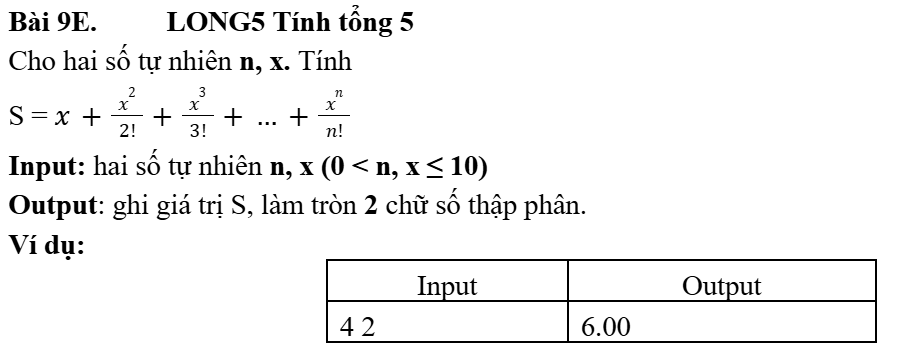 Bài 9E. LONG5 Tính tổng 5
Cho hai số tự nhiên n, x. Tính
S = x + x^2/2! + x^3/3! + ... + x^n/n!
Input: hai số tự nhiên n, x (0 < n, x ≤ 10)
Output: ghi giá trị S, làm tròn 2 chữ số thập phân.
Ví dụ:
Input Output
4 2 6.00